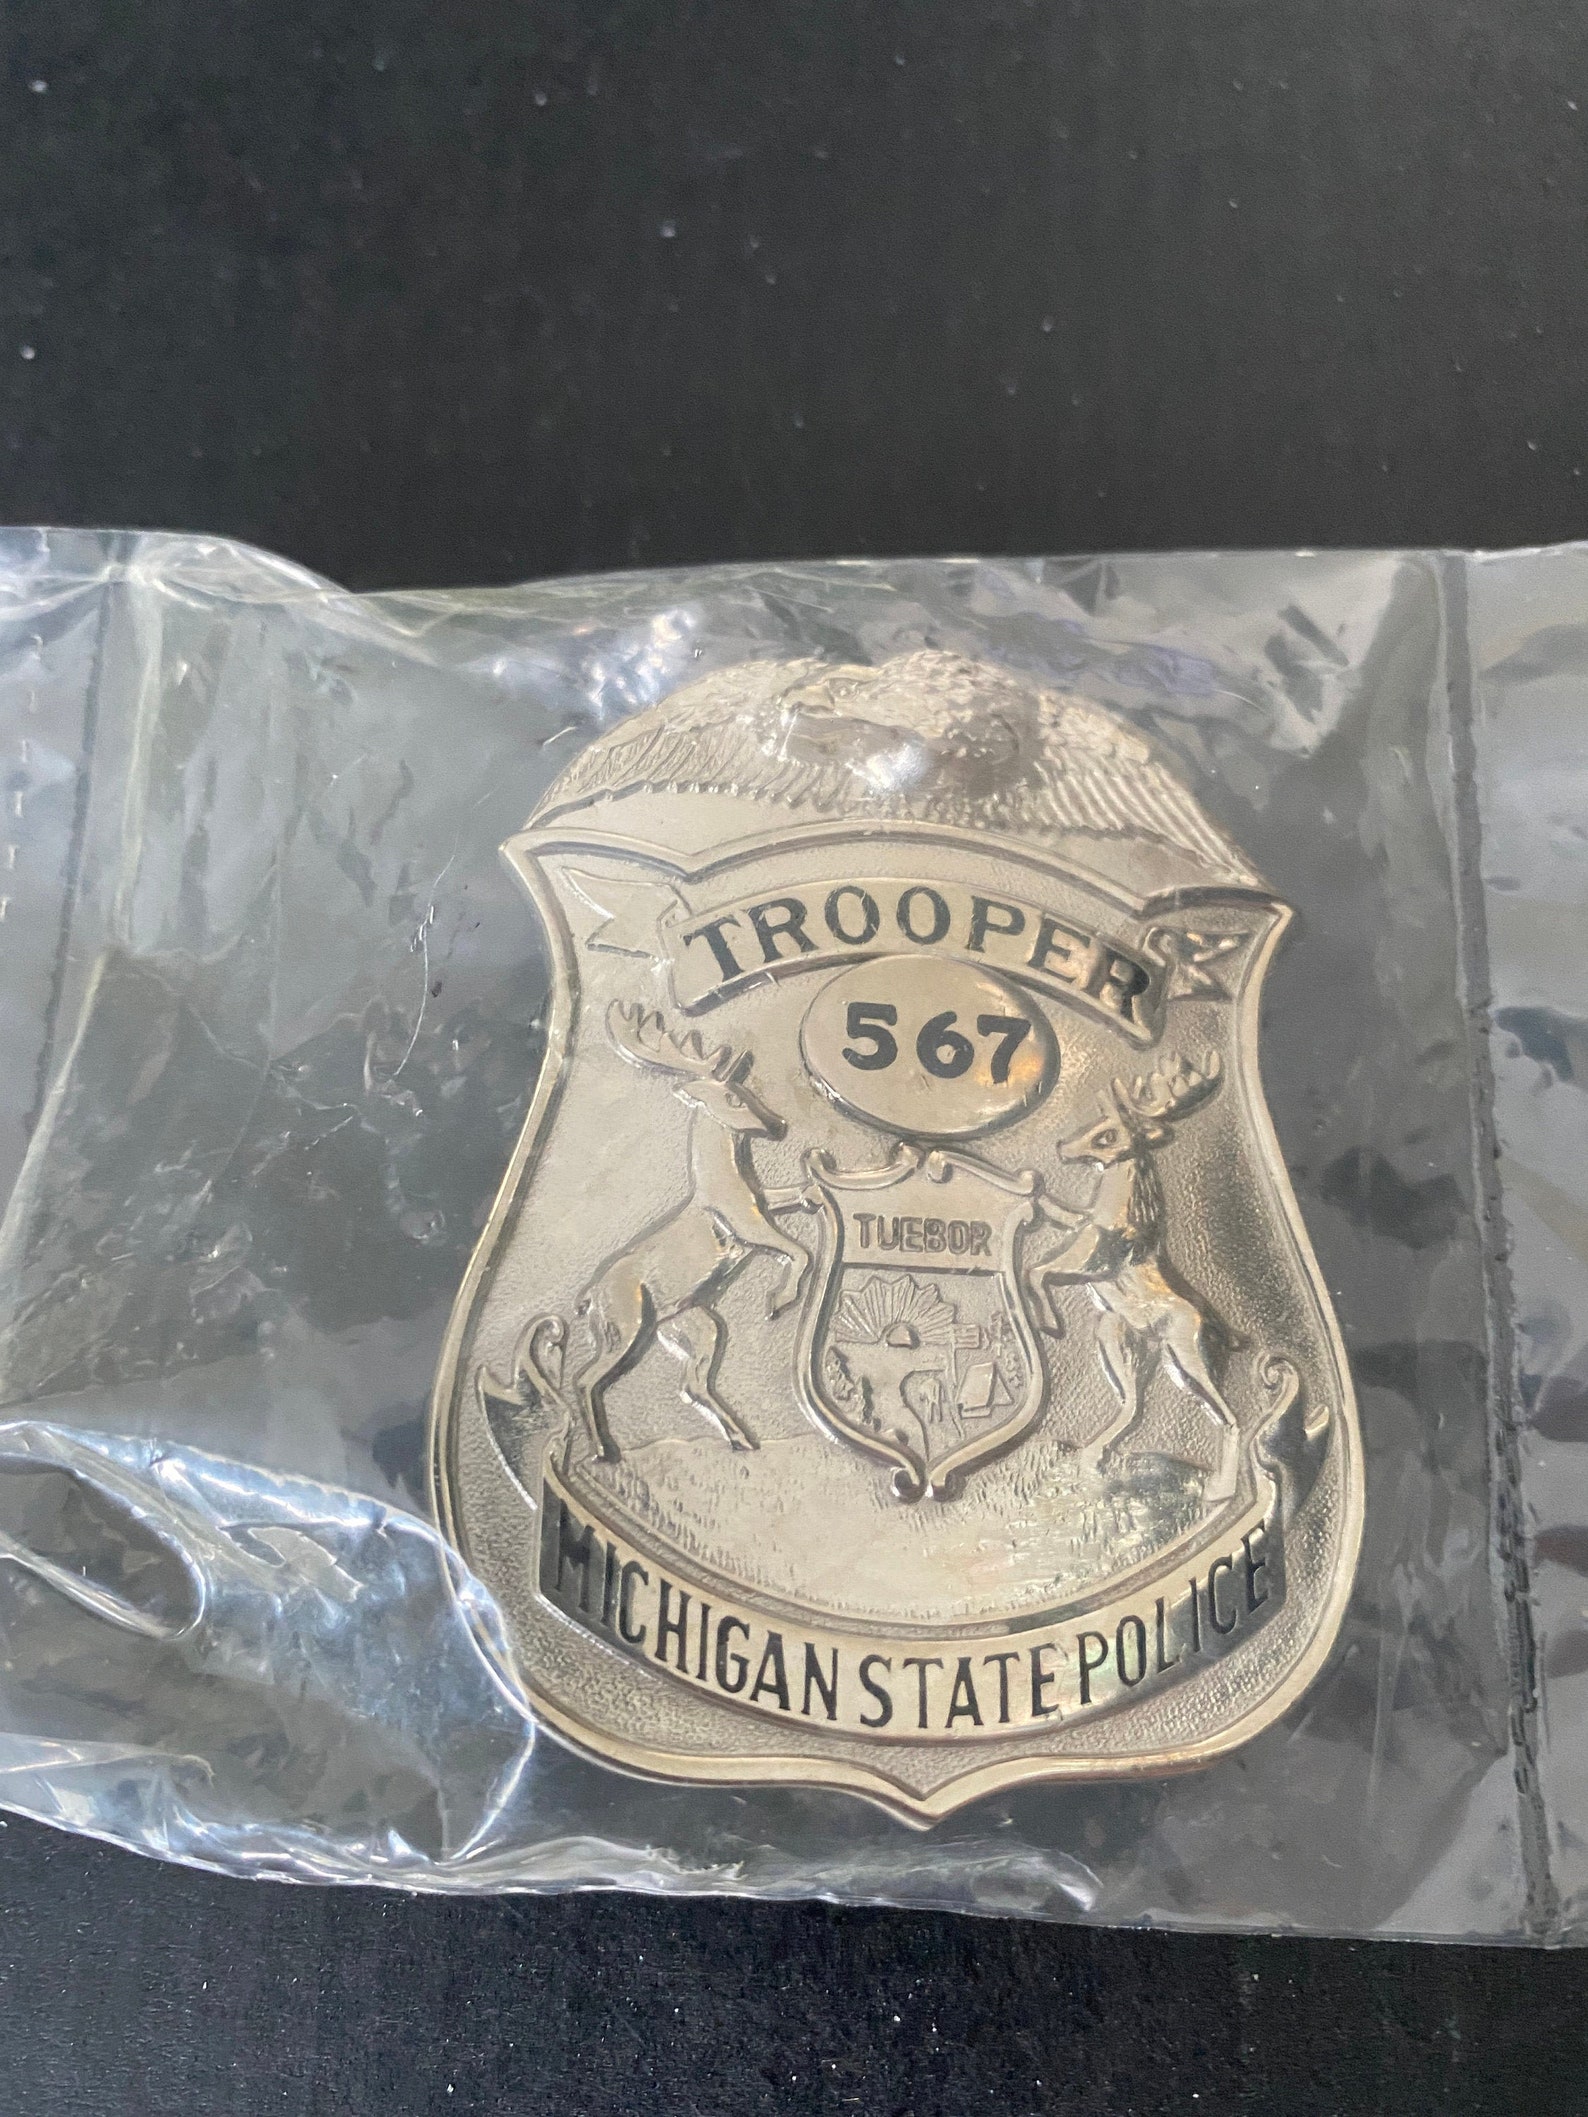 TROOPER
567
TUEBOR
MICHIGAN STATE POLICE